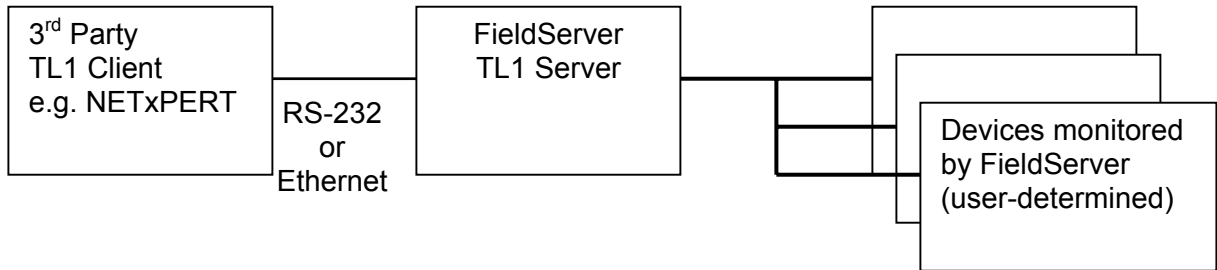 3rd Party
TL1 Client
e.g. NETxPERT
RS-232
or
Ethernet
FieldServer
TL1 Server
Devices monitored
by FieldServer
(user-determined)